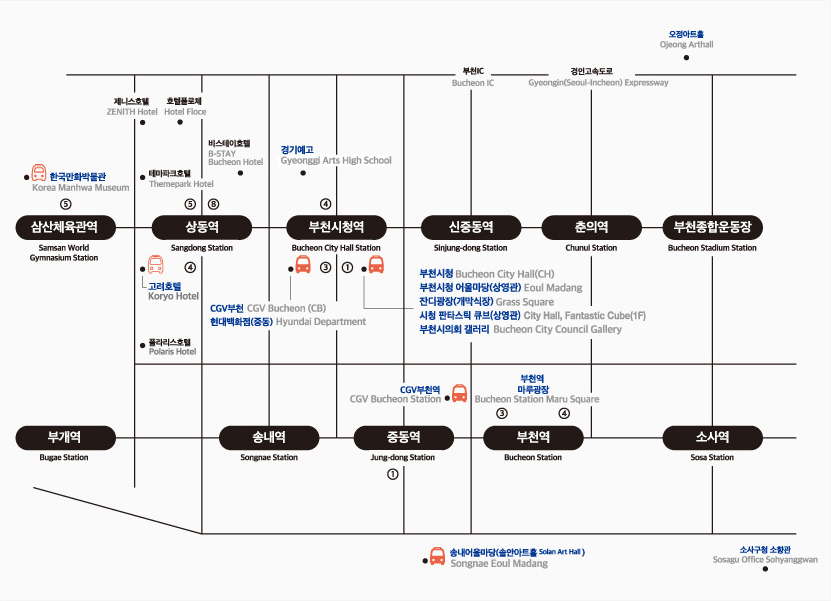 오정아트홀
Ojeong Arthall
부천IC
Bucheon IC
경인고속도로
Gyeongin(Seoul-Incheon) Expressway
제니스호텔
ZENITH Hotel
호텔플로체
Hotel Floce
비스테이호텔
B-STAY
Bucheon Hotel
경기예고
Gyeonggi Arts High School
한국만화박물관
Korea Manhwa Museum
테마파크호텔
Themepark Hotel
⑤
⑤
⑧
④
삼산체육관역
Samsan World
Gymnasium Station
상동역
Sangdong Station
부천시청역
Bucheon City Hall Station
신중동역
Sinjung-dong Station
춘의역
Chunui Station
부천종합운동장
Bucheon Stadium Station
④
③
①
고려호텔
Koryo Hotel
CGV부천 CGV Bucheon (CB)
현대백화점(중동) Hyundai Department
부천시청 Bucheon City Hall(CH)
부천시청 어울마당(상영관) Eoul Madang
잔디광장(개막식장) Grass Square
시청 판타스틱 큐브(상영관) City Hall, Fantastic Cube(1F)
부천시의회 갤러리 Bucheon City Council Gallery
폴라리스호텔
Polaris Hotel
CGV부천역
CGV Bucheon Station
부천역
마루광장
Bucheon Station Maru Square
③
④
부개역
Bugae Station
송내역
Songnae Station
중동역
Jung-dong Station
부천역
Bucheon Station
소사역
Sosa Station
①
송내어울마당(솔안아트홀 Solan Art Hall )
Songnae Eoul Madang
소사구청 소향관
Sosagu Office Sohyanggwan